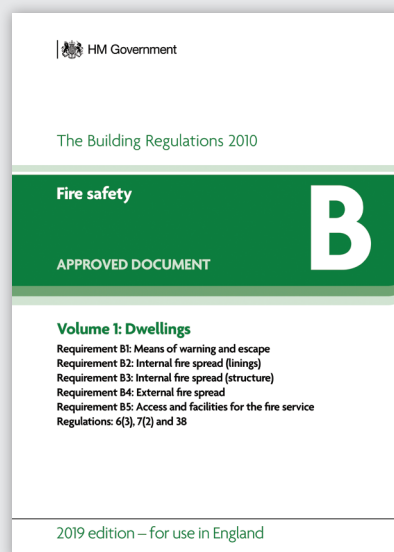 HM Government
The Building Regulations 2010
Fire safety
B
APPROVED DOCUMENT
Volume 1: Dwellings
Requirement B1: Means of warning and escape
Requirement B2: Internal fire spread (linings)
Requirement B3: Internal fire spread (structure)
Requirement B4: External fire spread
Requirement B5: Access and facilities for the fire service
Regulations: 6(3), 7(2) and 38
2019 edition – for use in England